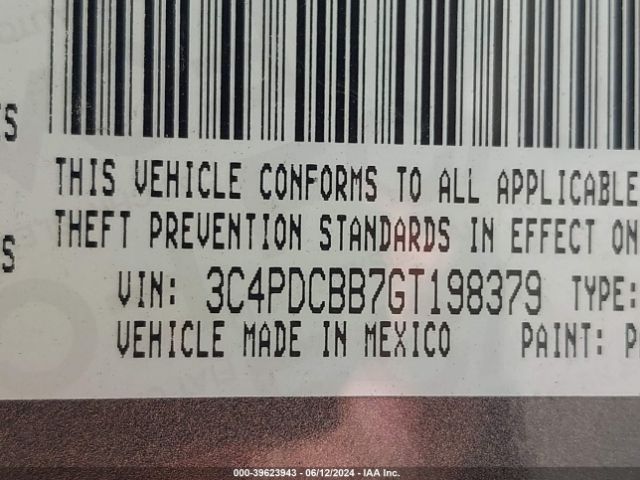 S
THIS VEHICLE CONFORMS TO ALL APPLICABLE
THEFT PREVENTION STANDARDS IN EFFECT ON
S
VIN: 3C4PDCBB7GT198379 TYPE:
VEHICLE MADE IN MEXICO PAINT: P
000-39623943 - 06/12/2024 - IAA Inc.